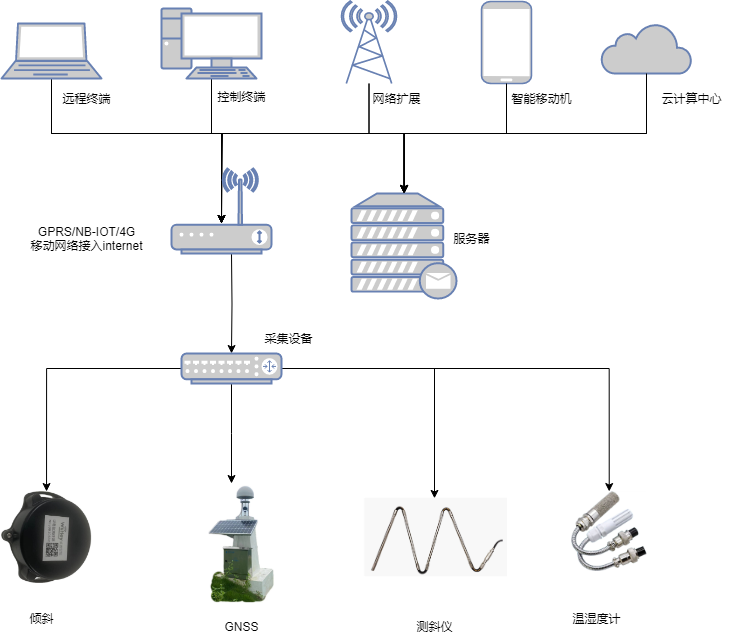 远程终端
控制终端
网络扩展
智能移动机
云计算中心
GPRS/NB-IOT/4G
移动网络接入internet
服务器
采集设备
倾斜
GNSS
测斜仪
温湿度计